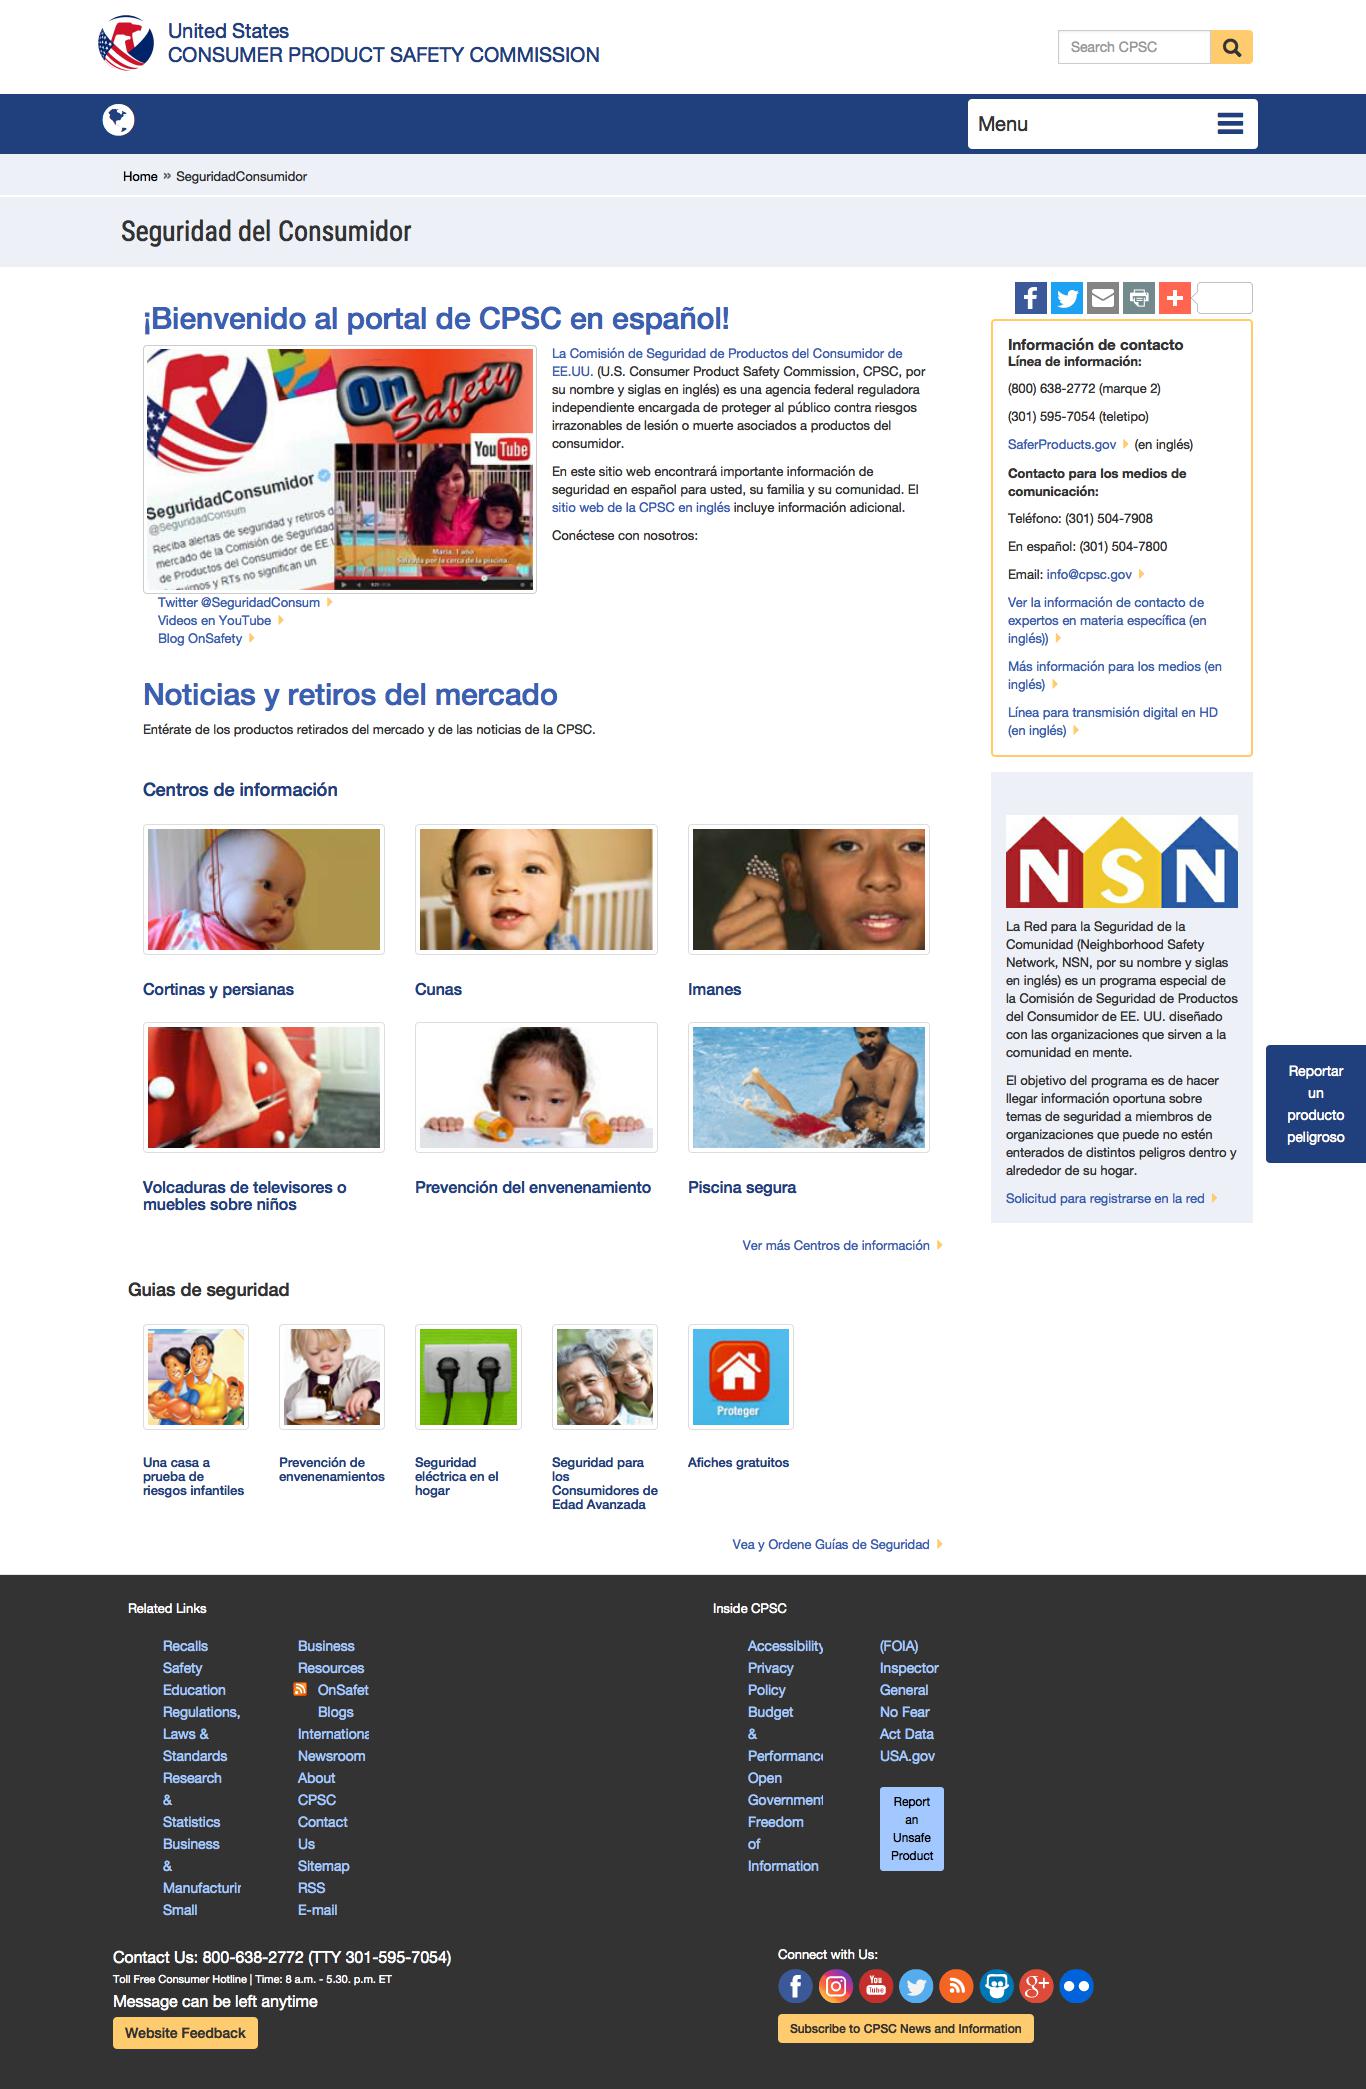 United States
CONSUMER PRODUCT SAFETY COMMISSION
Search CPSC
Menu
Home » SeguridadConsumidor
Seguridad del Consumidor
¡Bienvenido al portal de CPSC en español!
On Safety
YouTube
SeguridadConsumidor
@SeguridadConsum
Reciba alertas de seguridad y retiros d
mercado de la Comisión de Seguridad
de Productos del Consumidor de EE.U
y RTs no significan un
María, 1 año
Salvada por la cerca de la piscina.
La Comisión de Seguridad de Productos del Consumidor de
EE.UU. (U.S. Consumer Product Safety Commission, CPSC, por
su nombre y siglas en inglés) es una agencia federal reguladora
independiente encargada de proteger al público contra riesgos
irrazonables de lesión o muerte asociados a productos del
consumidor.
En este sitio web encontrará importante información de
seguridad en español para usted, su familia y su comunidad. El
sitio web de la CPSC en inglés incluye información adicional.
Conéctese con nosotros:
Twitter @SeguridadConsum
Videos en YouTube
Blog OnSafety
Noticias y retiros del mercado
Entérate de los productos retirados del mercado y de las noticias de la CPSC.
Centros de información
Cortinas y persianas
Cunas
Imanes
Volcaduras de televisores o
muebles sobre niños
Prevención del envenenamiento
Piscina segura
Ver más Centros de información
Guias de seguridad
Proteger
Una casa a
prueba de
riesgos infantiles
Prevención de
envenenamientos
Seguridad
eléctrica en el
hogar
Seguridad para
los
Consumidores de
Edad Avanzada
Afiches gratuitos
Vea y Ordene Guías de Seguridad
Información de contacto
Línea de información:
(800) 638-2772 (marque 2)
(301) 595-7054 (teletipo)
SaferProducts.gov (en inglés)
Contacto para los medios de
comunicación:
Teléfono: (301) 504-7908
En español: (301) 504-7800
Email: info@cpsc.gov
Ver la información de contacto de
expertos en materia específica (en
inglés))
Más información para los medios (en
inglés)
Línea para transmisión digital en HD
(en inglés)
NSN
La Red para la Seguridad de la
Comunidad (Neighborhood Safety
Network, NSN, por su nombre y siglas
en inglés) es un programa especial de
la Comisión de Seguridad de Productos
del Consumidor de EE. UU. diseñado
con las organizaciones que sirven a la
comunidad en mente.
El objetivo del programa es de hacer
llegar información oportuna sobre
temas de seguridad a miembros de
organizaciones que puede no estén
enterados de distintos peligros dentro y
alrededor de su hogar.
Solicitud para registrarse en la red
Reportar
un
producto
peligroso
Related Links
Recalls
Safety
Education
Regulations,
Laws &
Standards
Research
&
Statistics
Business
&
Manufacturin
Small
Business
Resources
OnSafet
Blogs
Internationa
Newsroom
About
CPSC
Contact
Us
Sitemap
RSS
E-mail
Inside CPSC
Accessibility
Privacy
Policy
Budget
&
Performance
Open
Government
Freedom
of
Information
(FOIA)
Inspector
General
No Fear
Act Data
USA.gov
Report
an
Unsafe
Product
Contact Us: 800-638-2772 (TTY 301-595-7054)
Toll Free Consumer Hotline | Time: 8 a.m. - 5.30. p.m. ET
Message can be left anytime
Website Feedback
Connect with Us:
You Tube
g+
Subscribe to CPSC News and Information